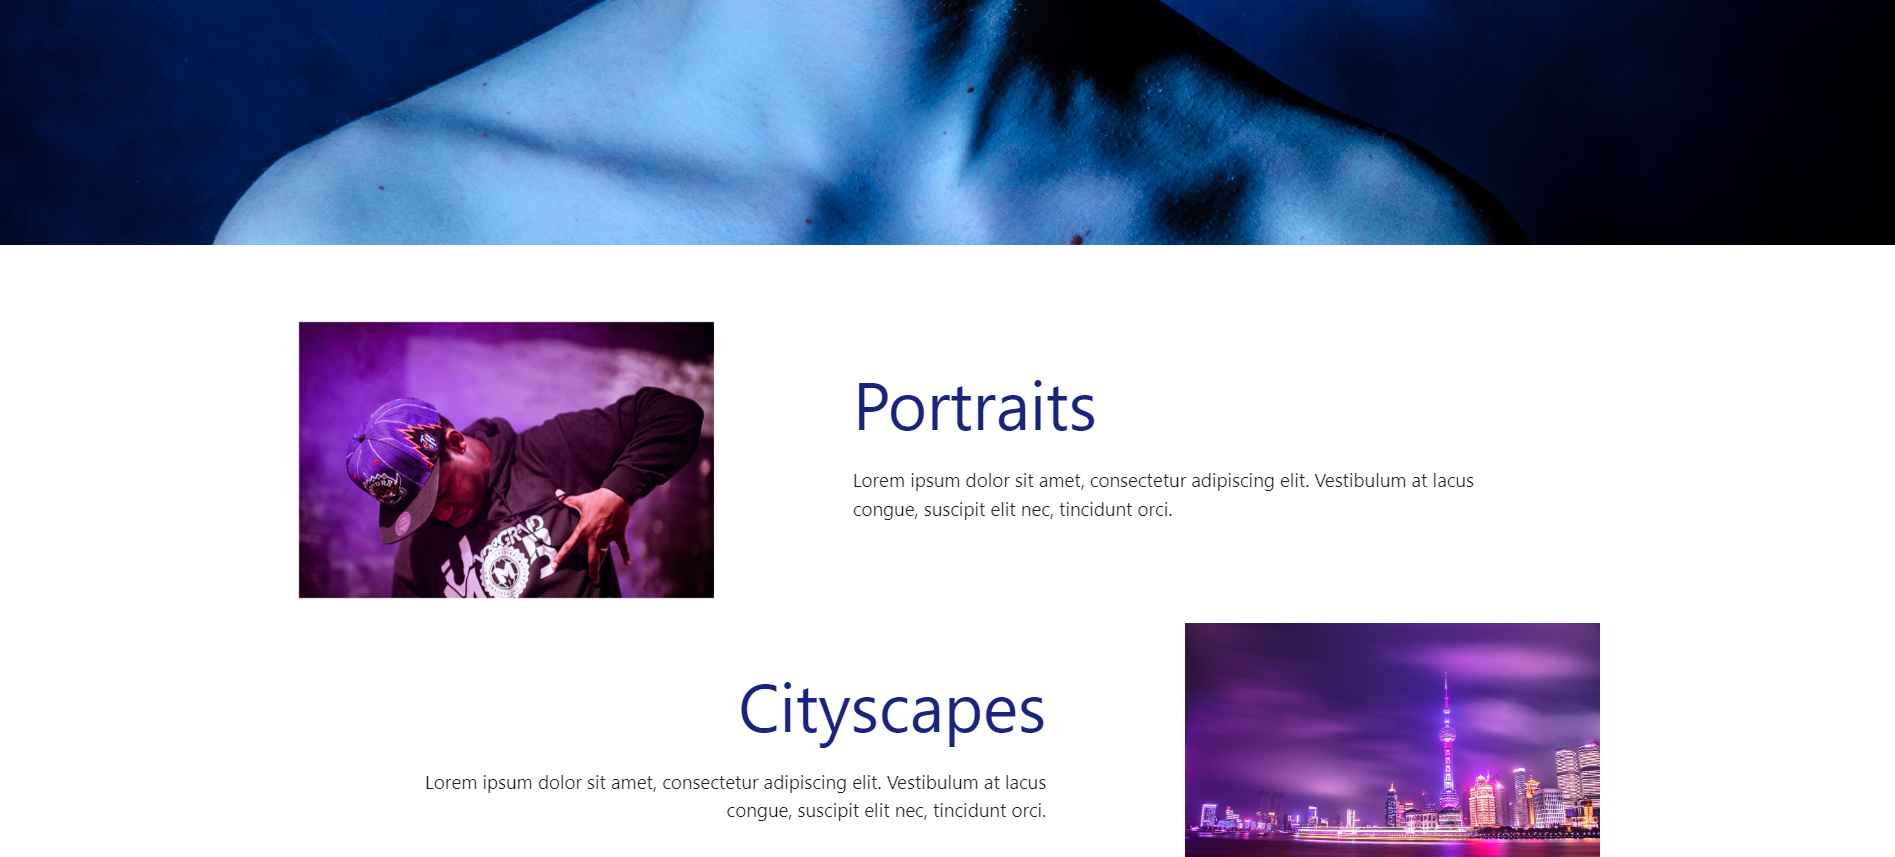 Portraits
Lorem ipsum dolor sit amet, consectetur adipiscing elit. Vestibulum at lacus
congue, suscipit elit nec, tincidunt orci.
Cityscapes
Lorem ipsum dolor sit amet, consectetur adipiscing elit. Vestibulum at lacus
congue, suscipit elit nec, tincidunt orci.